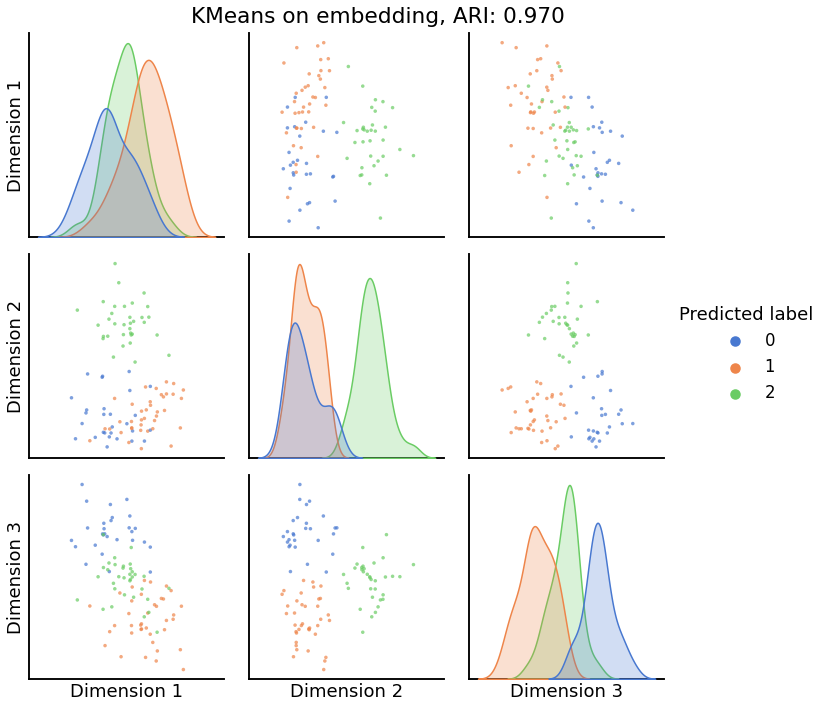 KMeans on embedding, ARI: 0.970
Dimension 1
Dimension 2
Predicted label
0
1
2
Dimension 3
Dimension 1
Dimension 2
Dimension 3